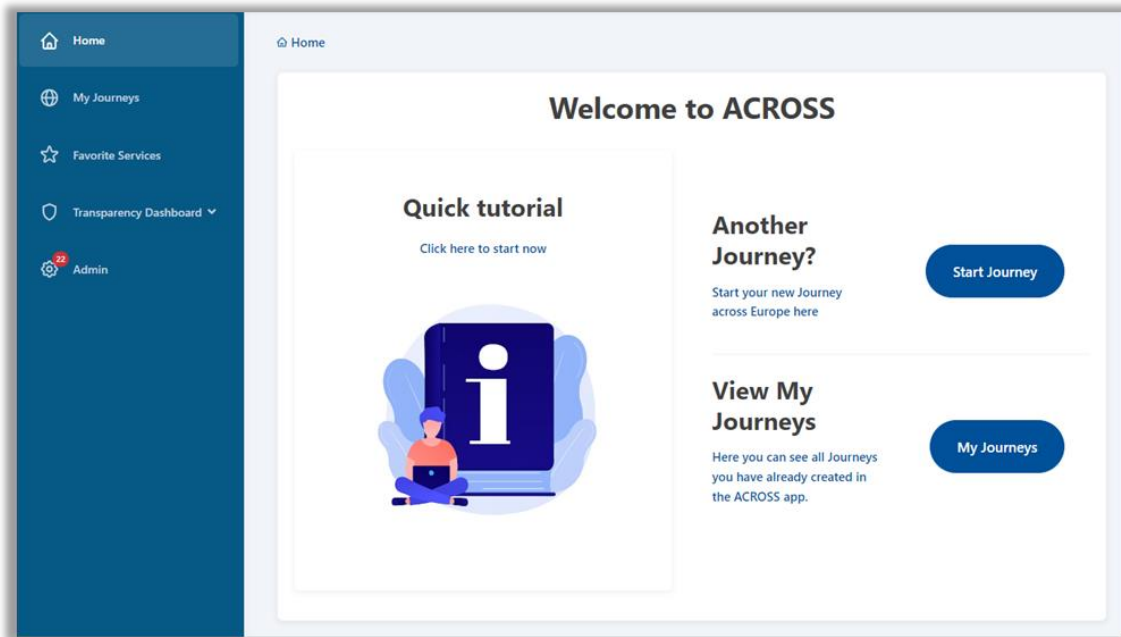 Home
My Journeys
Favorite Services
Transparency Dashboard
22
Admin
Home
Welcome to ACROSS
Quick tutorial
Click here to start now
i
Another
Journey?
Start your new Journey
across Europe here
Start Journey
View My
Journeys
Here you can see all Journeys
you have already created in
the ACROSS app.
My Journeys